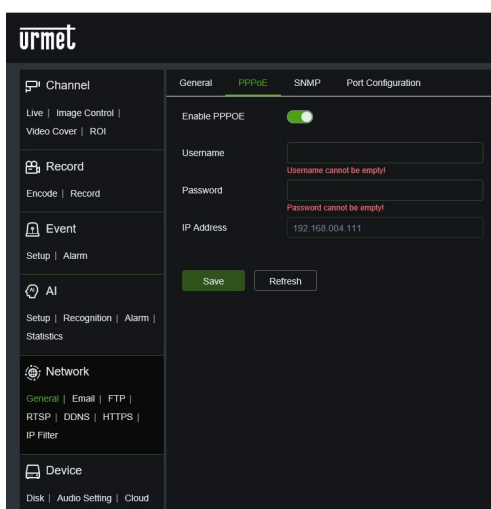 urmet
Channel
Live | Image Control |
Video Cover | ROI
Record
Encode | Record
Event
Setup | Alarm
AI
AI
Setup | Recognition | Alarm |
Statistics
Network
General | Email | FTP |
RTSP | DDNS | HTTPS |
IP Filter
Device
Disk | Audio Setting | Cloud
General PPPoE SNMP Port Configuration
Enable PPPOE
Username
Username cannot be empty!
Password
Password cannot be empty!
IP Address 192.168.004.111
Save Refresh